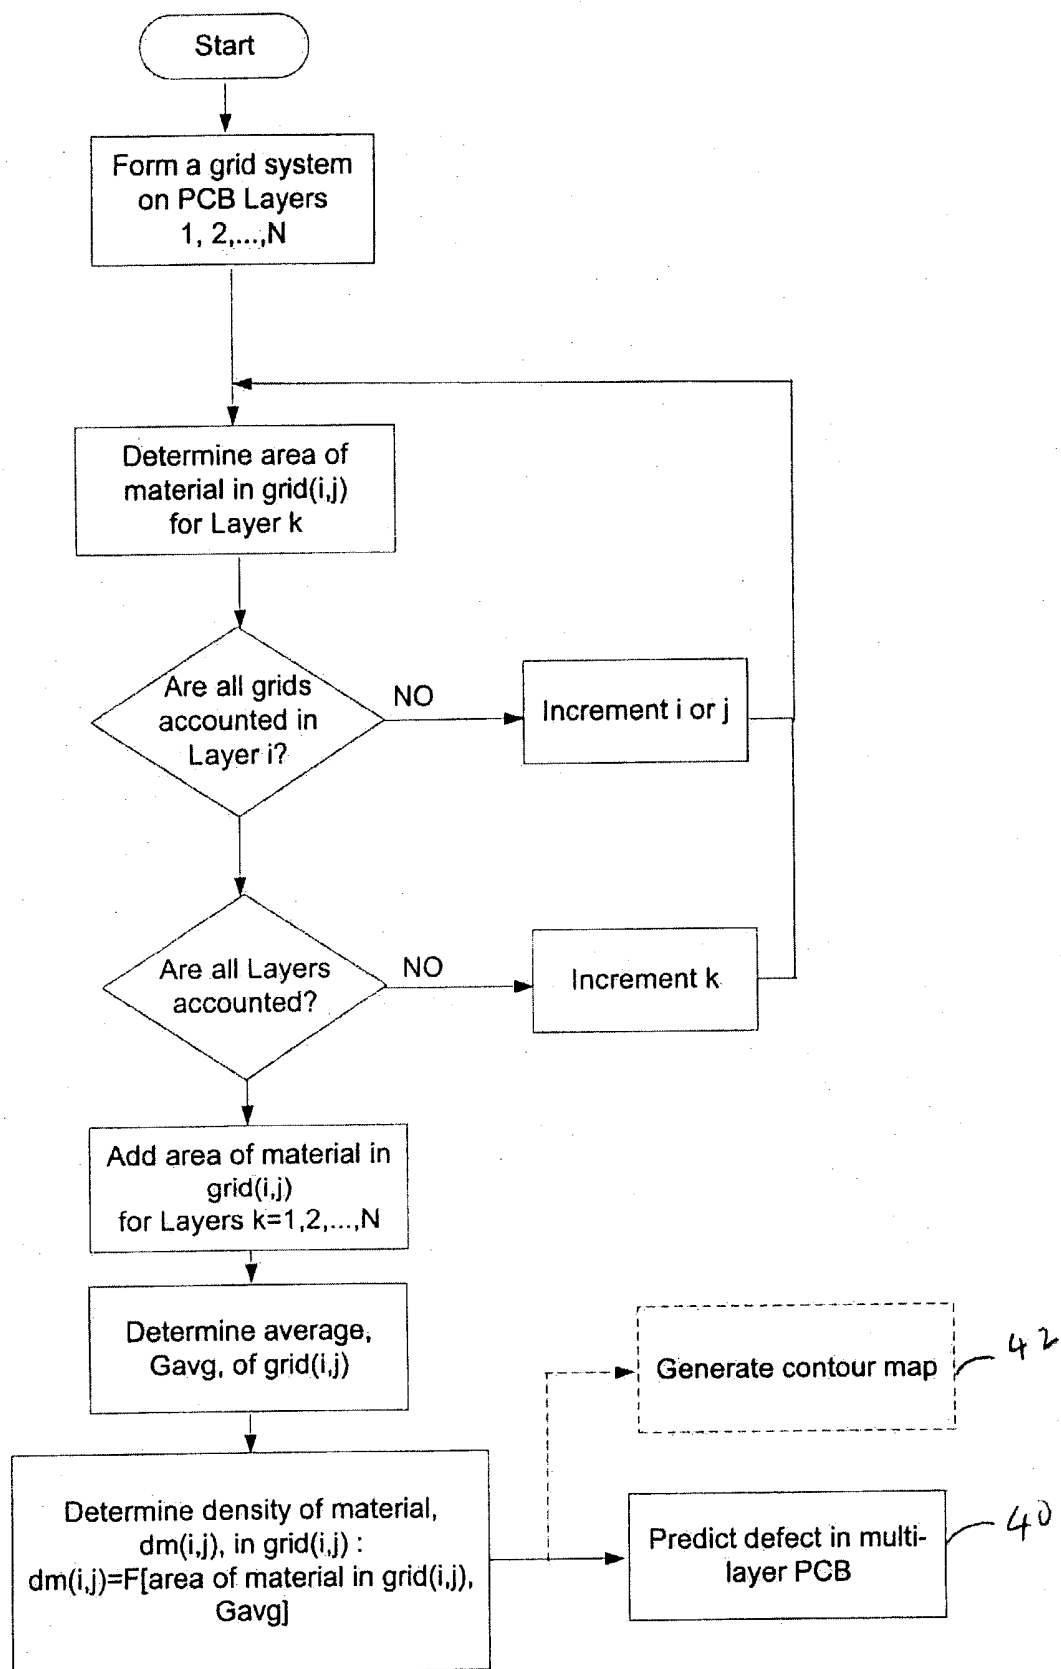 Start
Form a grid system
on PCB Layers
1, 2,...,N
Determine area of
material in grid(i,j)
for Layer k
Are all grids
accounted in
Layer i?
NO
Increment i or j
Are all Layers
accounted?
NO
Increment k
Add area of material in
grid(i,j)
for Layers k=1,2,...,N
Determine average,
Gavg, of grid(i,j)
Generate contour map
42
Determine density of material,
dm(i,j), in grid(i,j) :
dm(i,j)=F[area of material in grid(i,j),
Gavg]
Predict defect in multi-
layer PCB
40